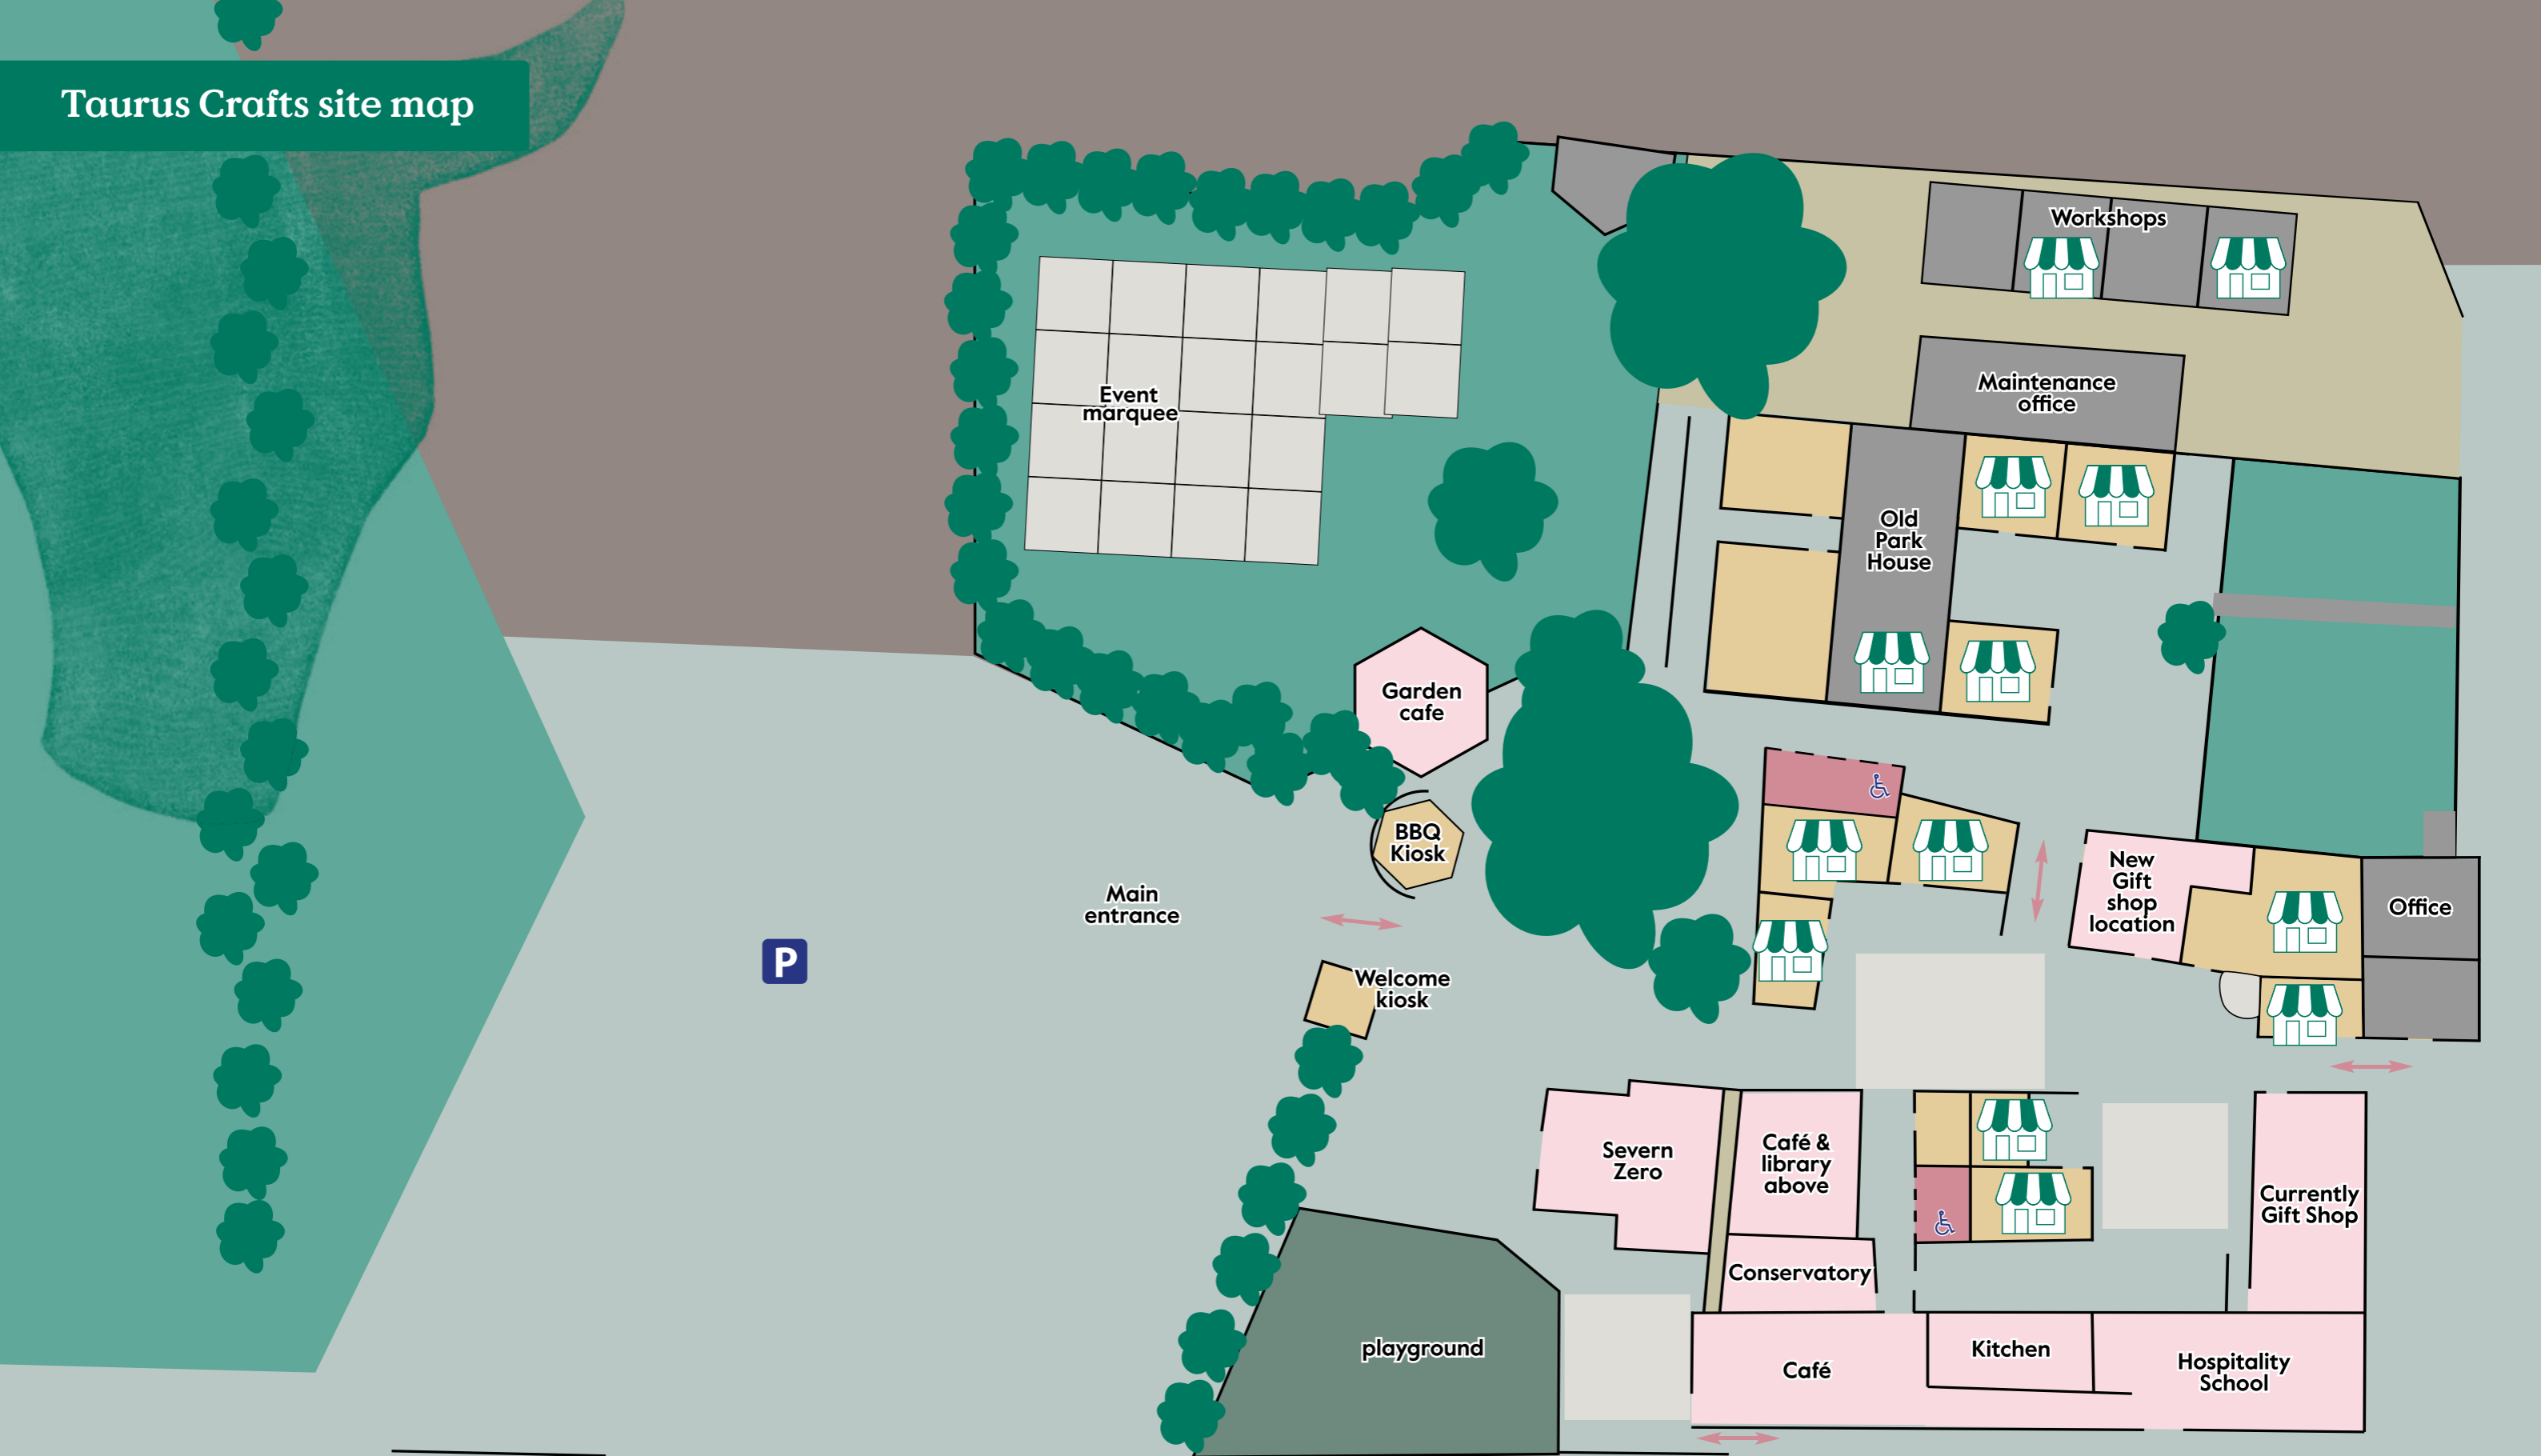 Taurus Crafts site map
Workshops
Maintenance
office
Event
marquee
Old
Park
House
Garden
cafe
BBQ
Kiosk
New
Gift
shop
location
Office
Main
entrance
P
Welcome
kiosk
Severn
Zero
Café &
library
above
Currently
Gift Shop
Conservatory
playground
Café
Kitchen
Hospitality
School